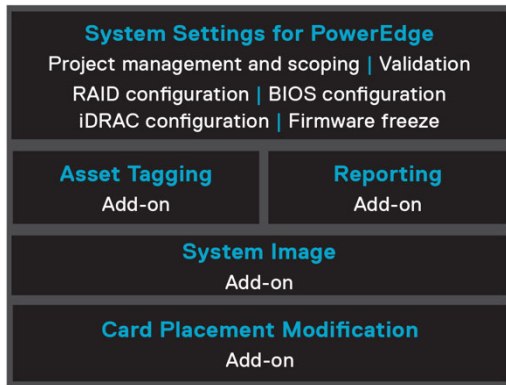 System Settings for PowerEdge
Project management and scoping | Validation
RAID configuration | BIOS configuration
iDRAC configuration | Firmware freeze
Asset Tagging
Add-on
Reporting
Add-on
System Image
Add-on
Card Placement Modification
Add-on